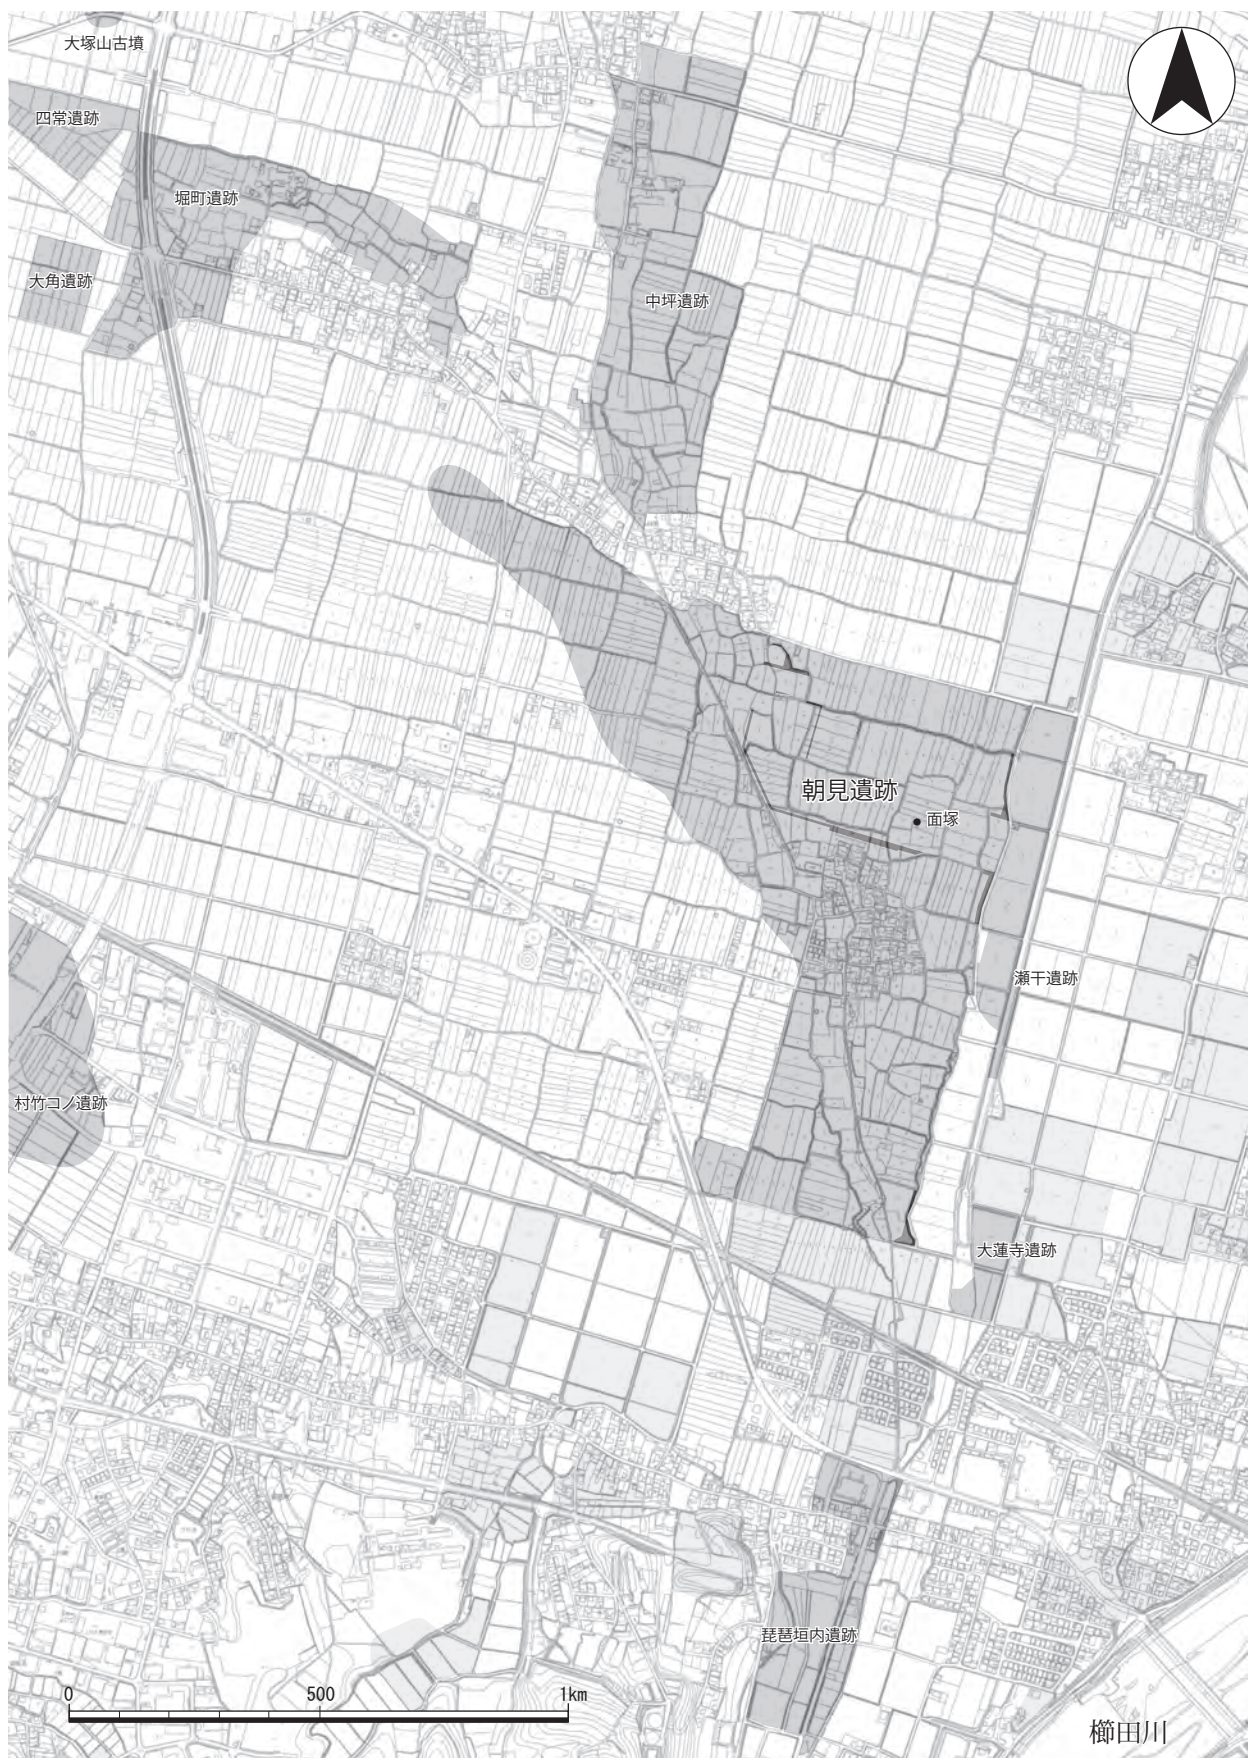 大塚山古墳
四常遺跡
堀町遺跡
大角遺跡
中坪遺跡
朝見遺跡
面塚
瀬干遺跡
村竹コノ遺跡
大蓮寺遺跡
琵琶垣内遺跡
0 500 1km
櫛田川